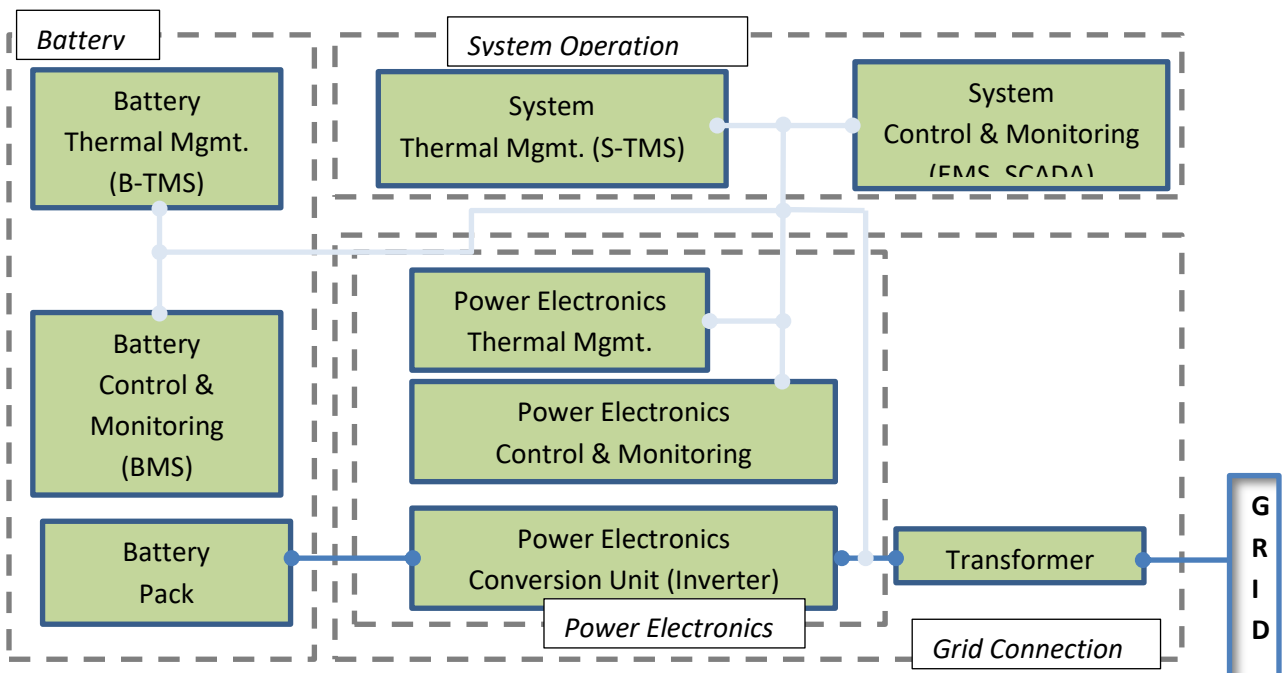 Battery
System Operation
Battery
Thermal Mgmt.
(B-TMS)
System
Thermal Mgmt. (S-TMS)
System
Control & Monitoring
(EMS, SCADA)
Battery
Control &
Monitoring
(BMS)
Power Electronics
Thermal Mgmt.
Power Electronics
Control & Monitoring
Battery
Pack
Power Electronics
Conversion Unit (Inverter)
Transformer
Power Electronics
Grid Connection
G
R
I
D